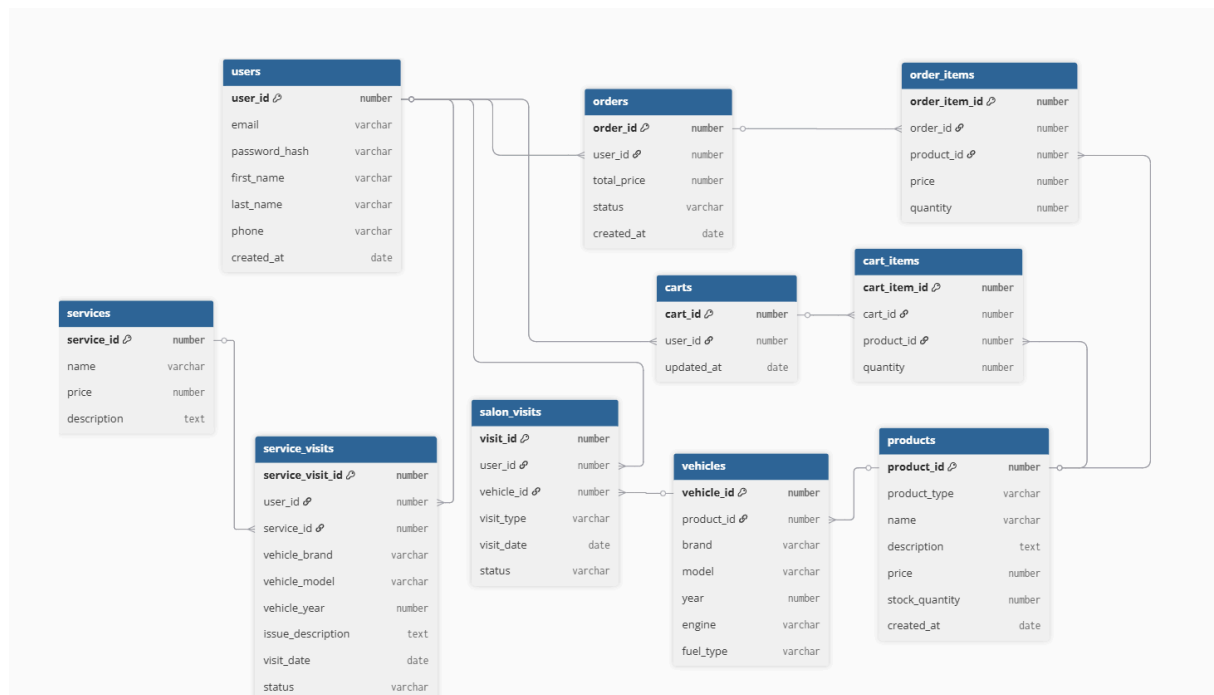 users
user_id number
email varchar
password_hash varchar
first_name varchar
last_name varchar
phone varchar
created_at date
orders
order_id number
user_id number
total_price number
status varchar
created_at date
order_items
order_item_id number
order_id number
product_id number
price number
quantity number
services
service_id number
name varchar
price number
description text
carts
cart_id number
user_id number
updated_at date
cart_items
cart_item_id number
cart_id number
product_id number
quantity number
service_visits
service_visit_id number
user_id number
service_id number
vehicle_brand varchar
vehicle_model varchar
vehicle_year number
issue_description text
visit_date date
status varchar
salon_visits
visit_id number
user_id number
vehicle_id number
visit_type varchar
visit_date date
status varchar
vehicles
vehicle_id number
product_id number
brand varchar
model varchar
year number
engine varchar
fuel_type varchar
products
product_id number
product_type varchar
name varchar
description text
price number
stock_quantity number
created_at date